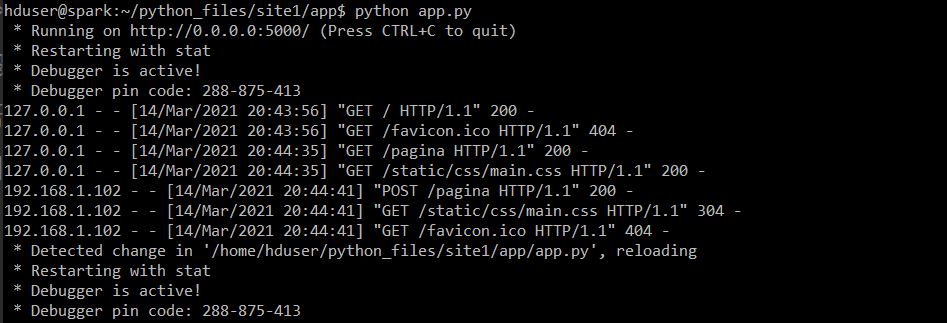 hduser@spark:~/python_files/site1/app$ python app.py
* Running on http://0.0.0.0:5000/ (Press CTRL+C to quit)
* Restarting with stat
* Debugger is active!
* Debugger pin code: 288-875-413
127.0.0.1 - - [14/Mar/2021 20:43:56] "GET / HTTP/1.1" 200 -
127.0.0.1 - - [14/Mar/2021 20:43:56] "GET /favicon.ico HTTP/1.1" 404 -
127.0.0.1 - - [14/Mar/2021 20:44:35] "GET /pagina HTTP/1.1" 200 -
127.0.0.1 - - [14/Mar/2021 20:44:35] "GET /static/css/main.css HTTP/1.1" 200 -
192.168.1.102 - - [14/Mar/2021 20:44:41] "POST /pagina HTTP/1.1" 200 -
192.168.1.102 - - [14/Mar/2021 20:44:41] "GET /static/css/main.css HTTP/1.1" 304 -
192.168.1.102 - - [14/Mar/2021 20:44:41] "GET /favicon.ico HTTP/1.1" 404 -
* Detected change in '/home/hduser/python_files/site1/app/app.py', reloading
* Restarting with stat
* Debugger is active!
* Debugger pin code: 288-875-413